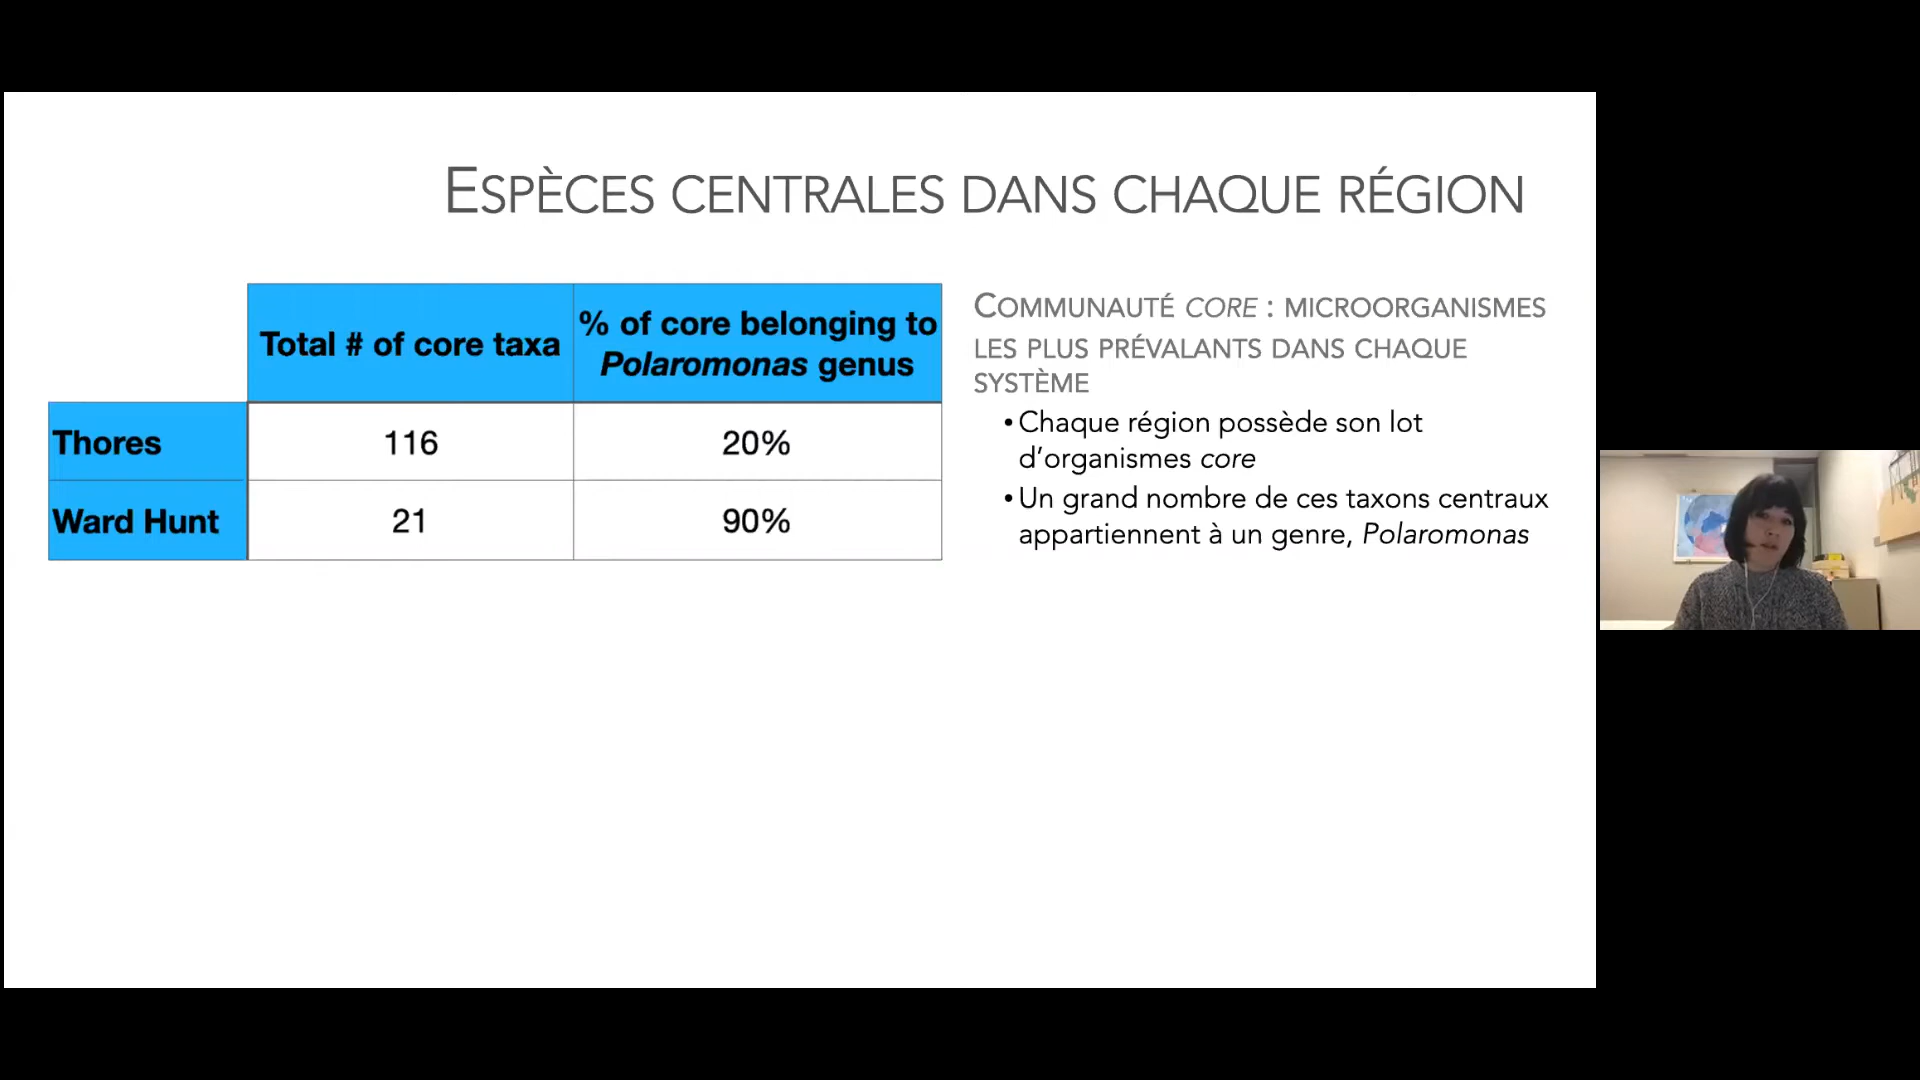 ESPÈCES CENTRALES DANS CHAQUE RÉGION
Total # of core taxa
% of core belonging to
Polaromonas genus
Thores 116 20%
Ward Hunt 21 90%
COMMUNAUTÉ CORE : MICROORGANISMES
LES PLUS PRÉVALANTS DANS CHAQUE
SYSTÈME
• Chaque région possède son lot
d’organismes core
• Un grand nombre de ces taxons centraux
appartiennent à un genre, Polaromonas